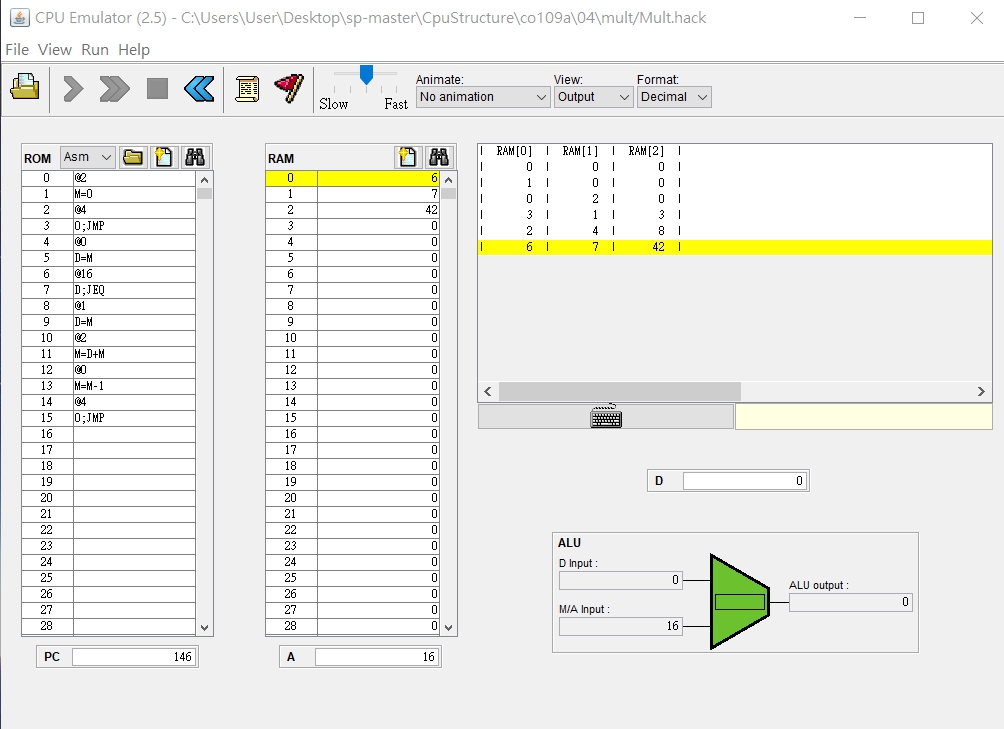 CPU Emulator (2.5) - C:\Users\User\Desktop\sp-master\CpuStructure\co109a\04\mult/Mult.hack
File View Run Help
Slow Fast
Animate: View: Format:
No animation Output Decimal
ROM Asm
0 @2
1 M=0
2 @4
3 0;JMP
4 @0
5 D=M
6 @16
7 D;JEQ
8 @1
9 D=M
10 @2
11 M=D+M
12 @0
13 M=M-1
14 @4
15 0;JMP
16
17
18
19
20
21
22
23
24
25
26
27
28
PC 146
RAM
0 6
1 7
2 42
3 0
4 0
5 0
6 0
7 0
8 0
9 0
10 0
11 0
12 0
13 0
14 0
15 0
16 0
17 0
18 0
19 0
20 0
21 0
22 0
23 0
24 0
25 0
26 0
27 0
28 0
A 16
| RAM[0] | RAM[1] | RAM[2] |
| 0 | 0 | 0 |
| 1 | 0 | 0 |
| 0 | 2 | 0 |
| 3 | 1 | 3 |
| 2 | 4 | 8 |
| 6 | 7 | 42 |
D 0
ALU
D Input :
0
M/A Input :
16
ALU output :
0